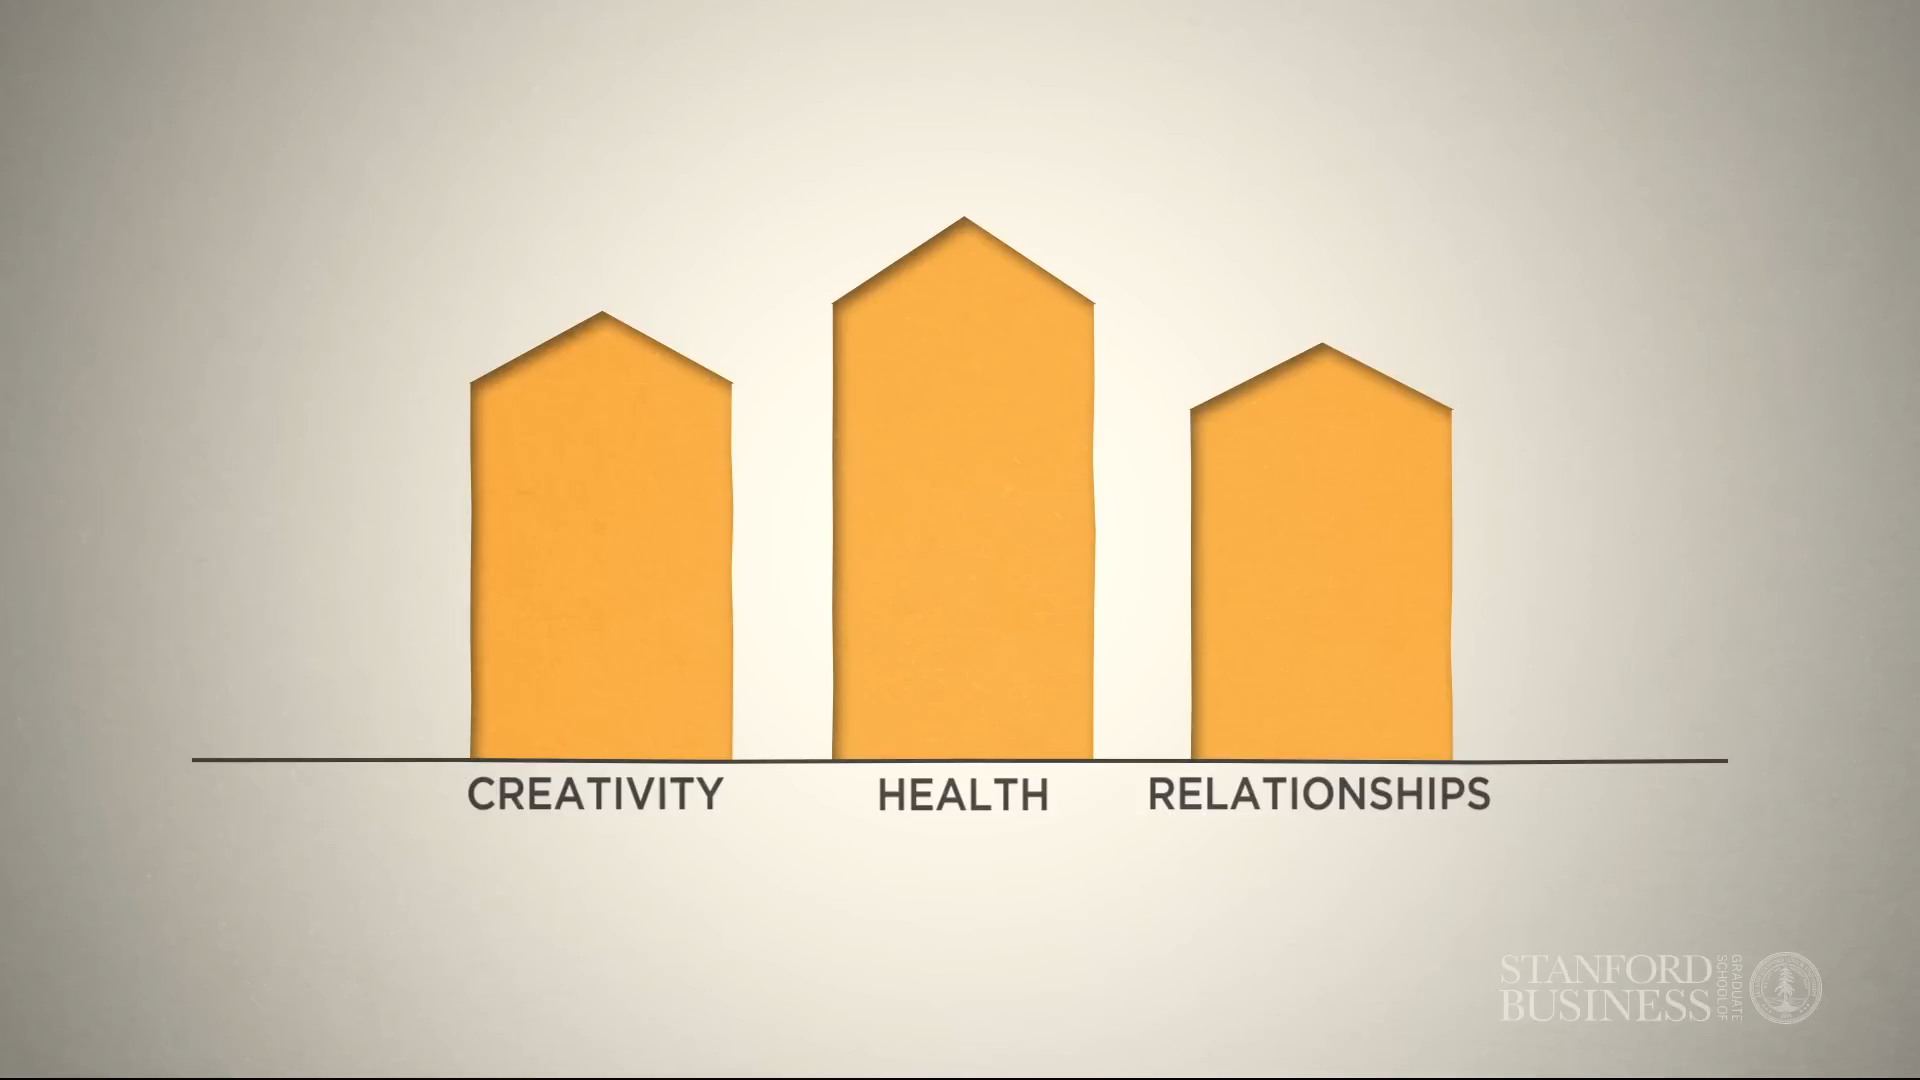 CREATIVITY
HEALTH
RELATIONSHIPS
STANFORD
BUSINESS
GRADUATE
SCHOOL OF